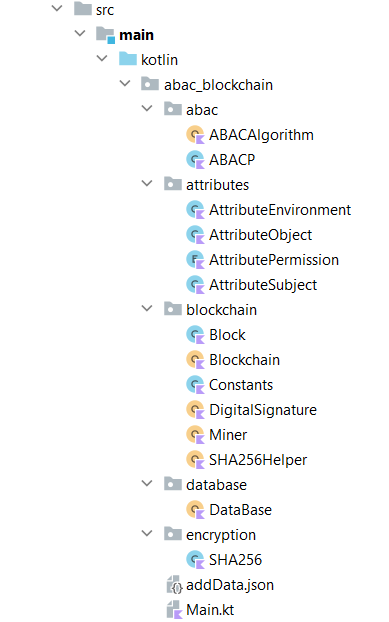 src
main
kotlin
abac_blockchain
abac
ABACAlgorithm
ABACP
attributes
AttributeEnvironment
AttributeObject
AttributePermission
AttributeSubject
blockchain
Block
Blockchain
Constants
DigitalSignature
Miner
SHA256Helper
database
DataBase
encryption
SHA256
addData.json
Main.kt